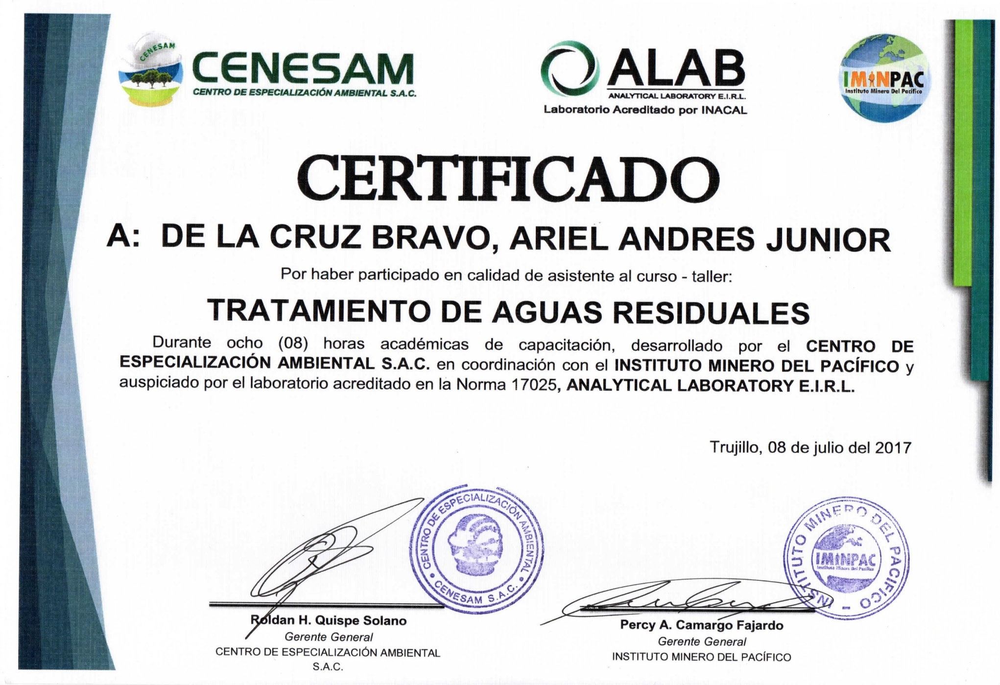 CENESAM
CENESAM
CENTRO DE ESPECIALIZACIÓN AMBIENTAL S.A.C.
ALAB
ANALYTICAL LABORATORY E.I.R.L.
Laboratorio Acreditado por INACAL
IMINPAC
Instituto Minero Del Pacífico
CERTIFICADO
A: DE LA CRUZ BRAVO, ARIEL ANDRES JUNIOR
Por haber participado en calidad de asistente al curso - taller:
TRATAMIENTO DE AGUAS RESIDUALES
Durante ocho (08) horas académicas de capacitación, desarrollado por el CENTRO DE
ESPECIALIZACIÓN AMBIENTAL S.A.C. en coordinación con el INSTITUTO MINERO DEL PACÍFICO y
auspiciado por el laboratorio acreditado en la Norma 17025, ANALYTICAL LABORATORY E.I.R.L.
Trujillo, 08 de julio del 2017
CENTRO DE ESPECIALIZACIÓN AMBIENTAL
CENESAM S.A.C.
INSTITUTO MINERO DEL PACIFICO
IMINPAC
Instituto Minero Del Pacífico
Roldan H. Quispe Solano
Gerente General
CENTRO DE ESPECIALIZACIÓN AMBIENTAL
S.A.C.
Percy A. Camargo Fajardo
Gerente General
INSTITUTO MINERO DEL PACÍFICO